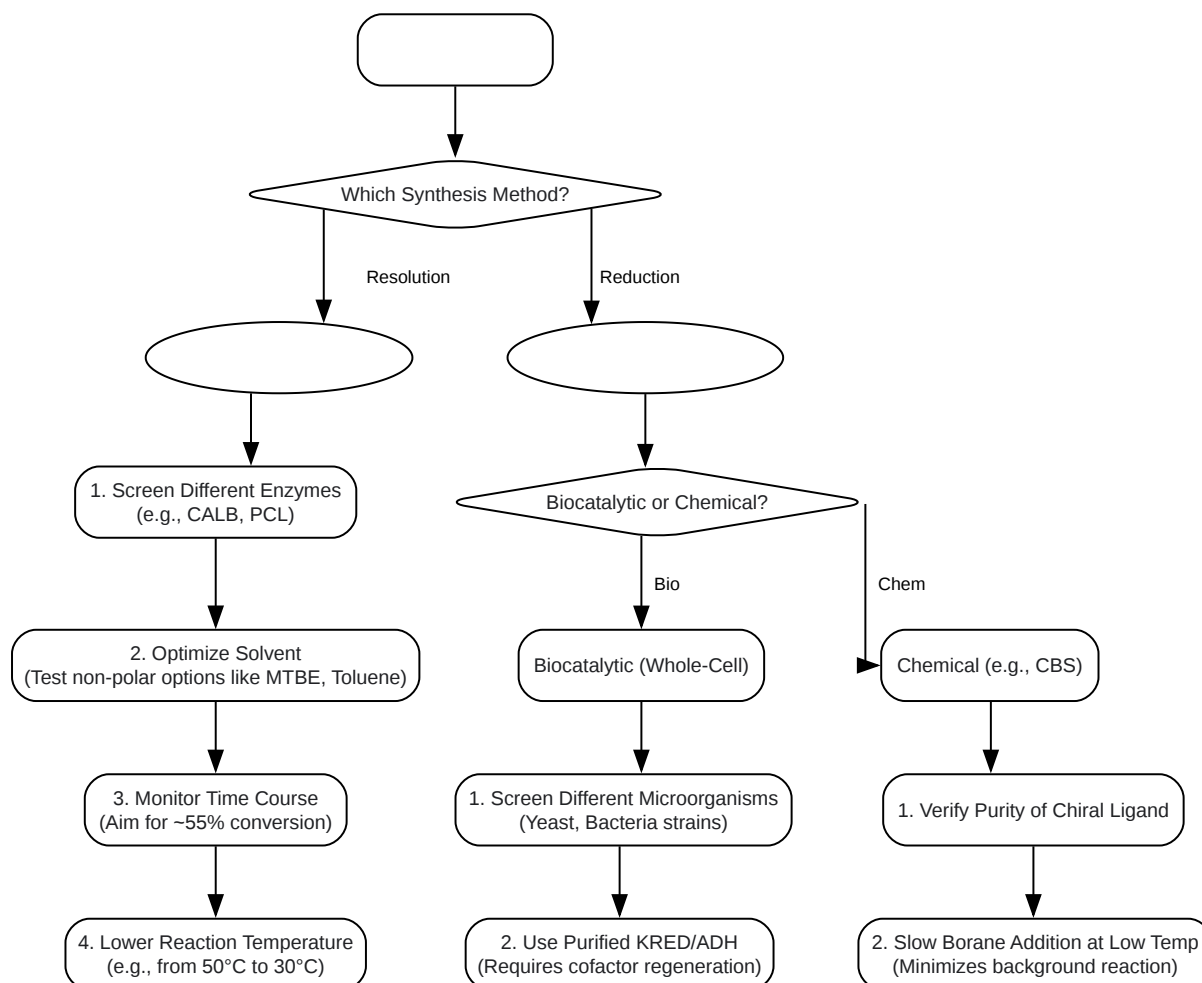 Which Synthesis Method?
Resolution
Reduction
1. Screen Different Enzymes
(e.g., CALB, PCL)
Biocatalytic or Chemical?
Bio
Chem
2. Optimize Solvent
(Test non-polar options like MTBE, Toluene)
Biocatalytic (Whole-Cell)
Chemical (e.g., CBS)
3. Monitor Time Course
(Aim for ~55% conversion)
1. Screen Different Microorganisms
(Yeast, Bacteria strains)
1. Verify Purity of Chiral Ligand
4. Lower Reaction Temperature
(e.g., from 50°C to 30°C)
2. Use Purified KRED/ADH
(Requires cofactor regeneration)
2. Slow Borane Addition at Low Temp
(Minimizes background reaction)